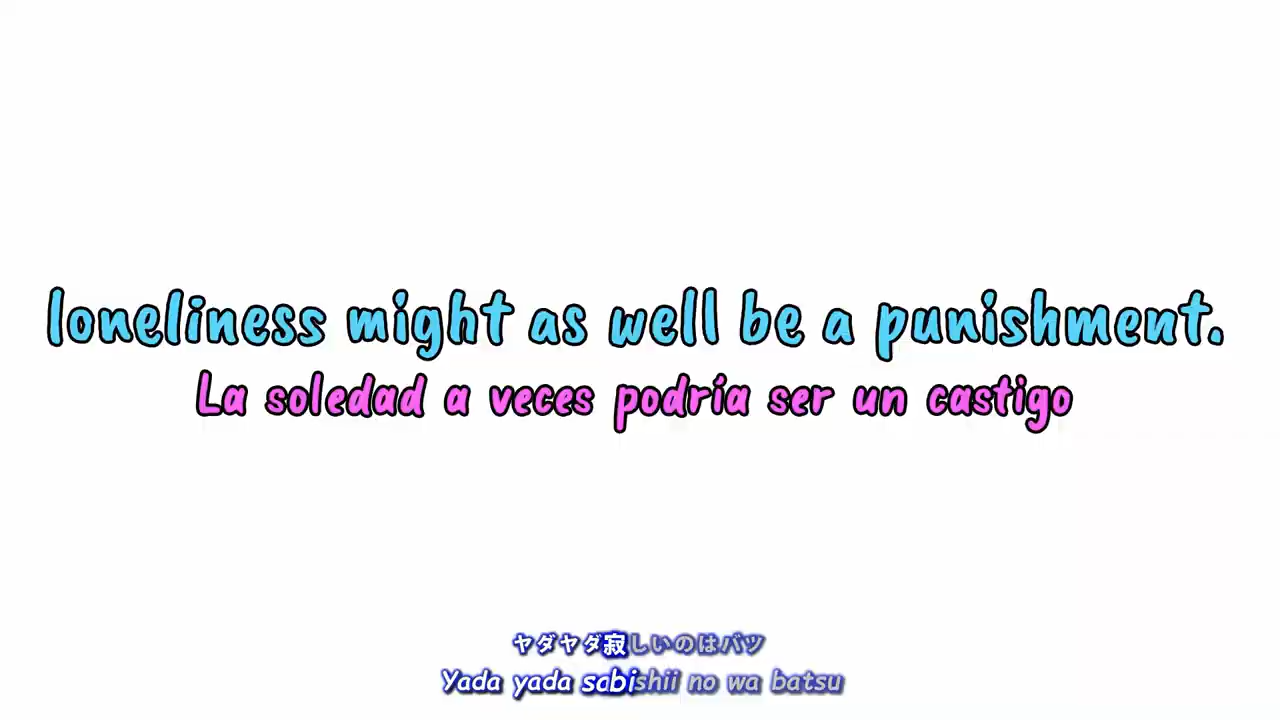 loneliness might as well be a punishment.
La soledad a veces podría ser un castigo
ヤダヤダ寂しいのはバツ
Yada yada sabishii no wa batsu